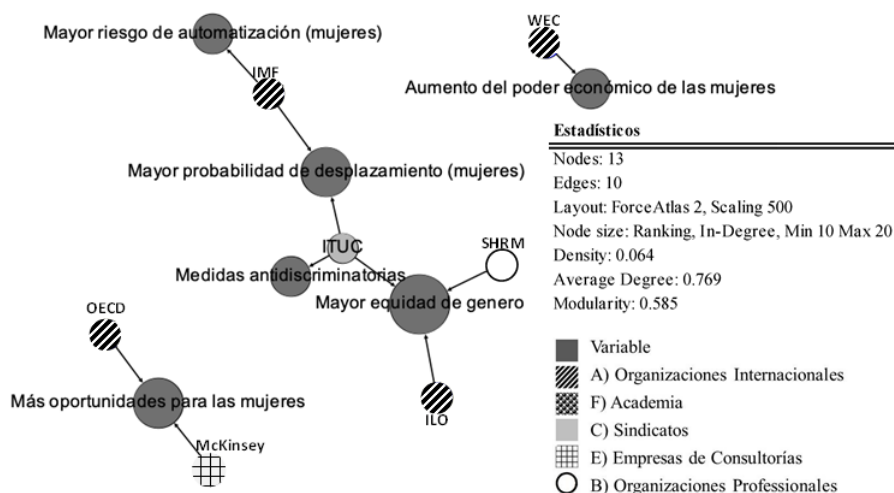 Mayor riesgo de automatización (mujeres)
IMF
WEC
Aumento del poder económico de las mujeres
Mayor probabilidad de desplazamiento (mujeres)
ITUC
SHRM
Medidas antidiscriminatorias
Mayor equidad de genero
OECD
Más oportunidades para las mujeres
ILO
McKinsey
Estadísticos
Nodes: 13
Edges: 10
Layout: ForceAtlas 2, Scaling 500
Node size: Ranking, In-Degree, Min 10 Max 20
Density: 0.064
Average Degree: 0.769
Modularity: 0.585
Variable
A) Organizaciones Internacionales
F) Academia
C) Sindicatos
E) Empresas de Consultorías
B) Organizaciones Professionales